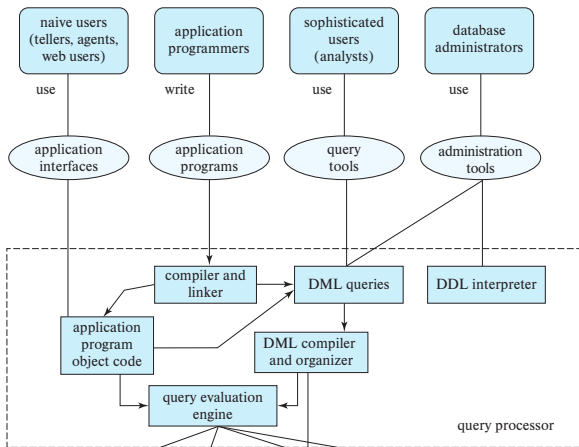 naive users
(tellers, agents,
web users)
application
programmers
sophisticated
users
(analysts)
database
administrators
use
write
use
use
application
interfaces
application
programs
query
tools
administration
tools
compiler and
linker
DML queries
DDL interpreter
application
program
object code
DML compiler
and organizer
query evaluation
engine
query processor